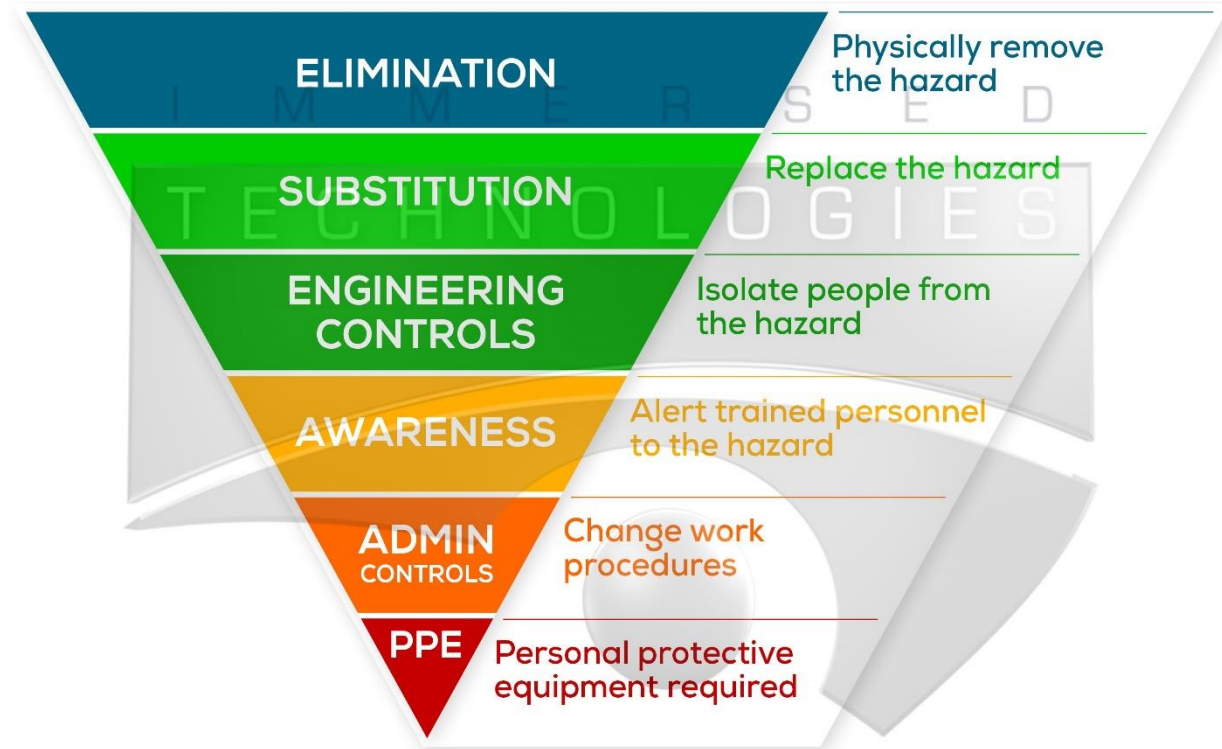 ELIMINATION
Physically remove
the hazard
IMMERSED
SUBSTITUTION
Replace the hazard
TECHNOLOGIES
ENGINEERING
CONTROLS
Isolate people from
the hazard
AWARENESS
Alert trained personnel
to the hazard
ADMIN
CONTROLS
Change work
procedures
PPE
Personal protective
equipment required